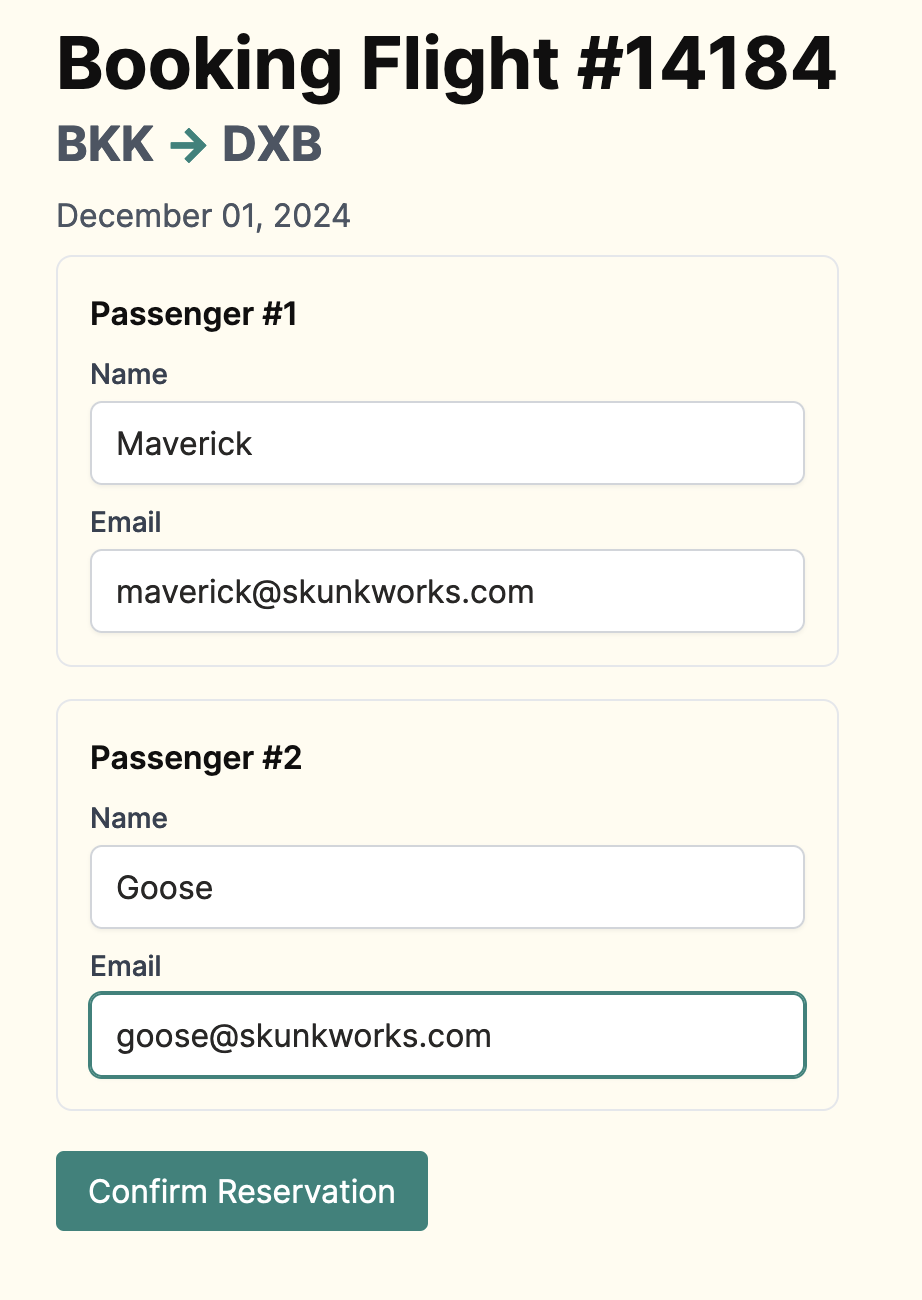 Booking Flight #14184
BKK → DXB
December 01, 2024
Passenger #1
Name
Maverick
Email
maverick@skunkworks.com
Passenger #2
Name
Goose
Email
goose@skunkworks.com
Confirm Reservation